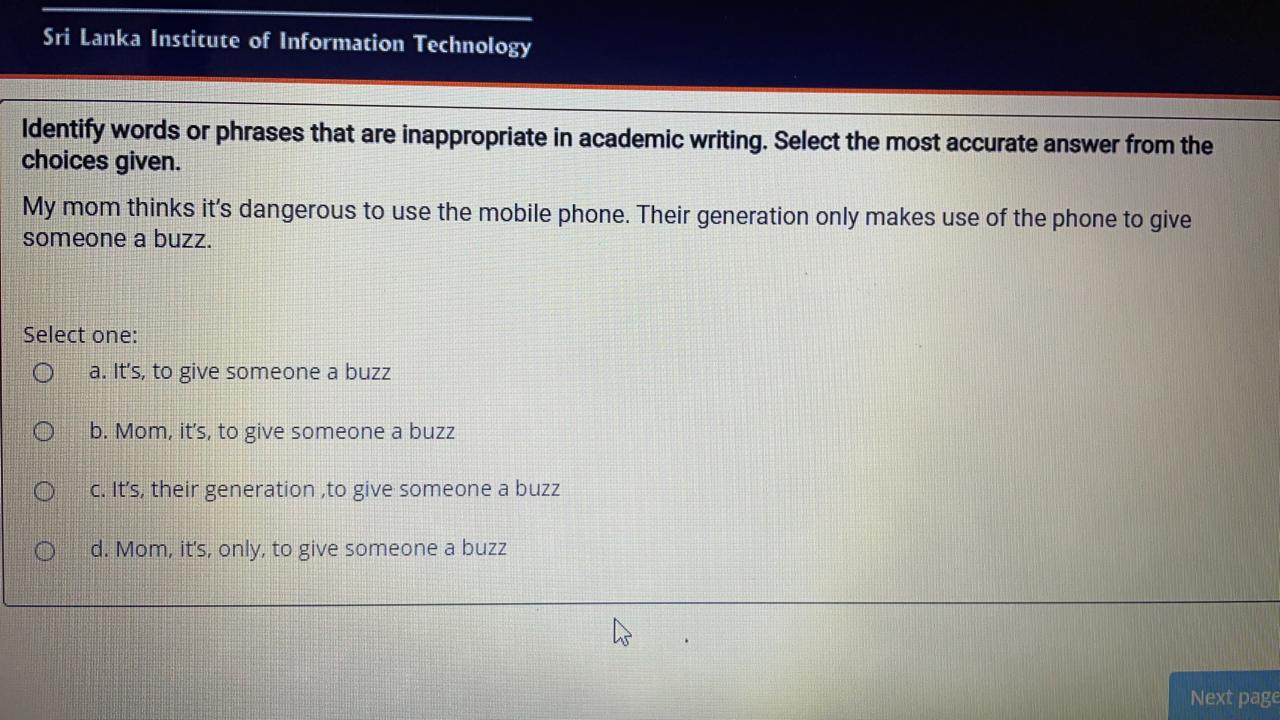 Sri Lanka Institute of Information Technology
Identify words or phrases that are inappropriate in academic writing. Select the most accurate answer from the
choices given.
My mom thinks it's dangerous to use the mobile phone. Their generation only makes use of the phone to give
someone a buzz.
Select one:
a. It's, to give someone a buzz
b. Mom, it's, to give someone a buzz
c. It's, their generation ,to give someone a buzz
d. Mom, it's, only, to give someone a buzz
Next page